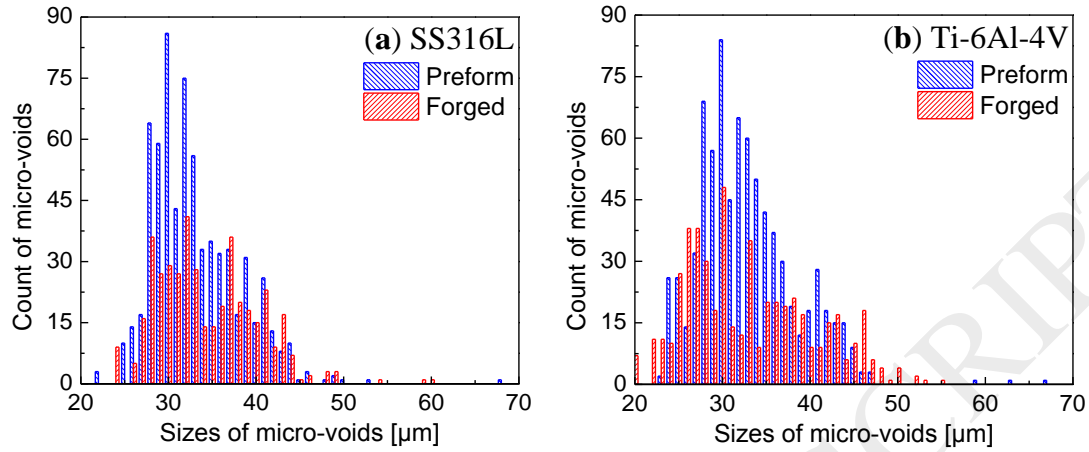 (a) SS316L
Preform
Forged
90
75
60
45
30
15
0
Count of micro-voids
20 30 40 50 60 70
Sizes of micro-voids [µm]
(b) Ti-6Al-4V
Preform
Forged
90
75
60
45
30
15
0
Count of micro-voids
20 30 40 50 60 70
Sizes of micro-voids [µm]